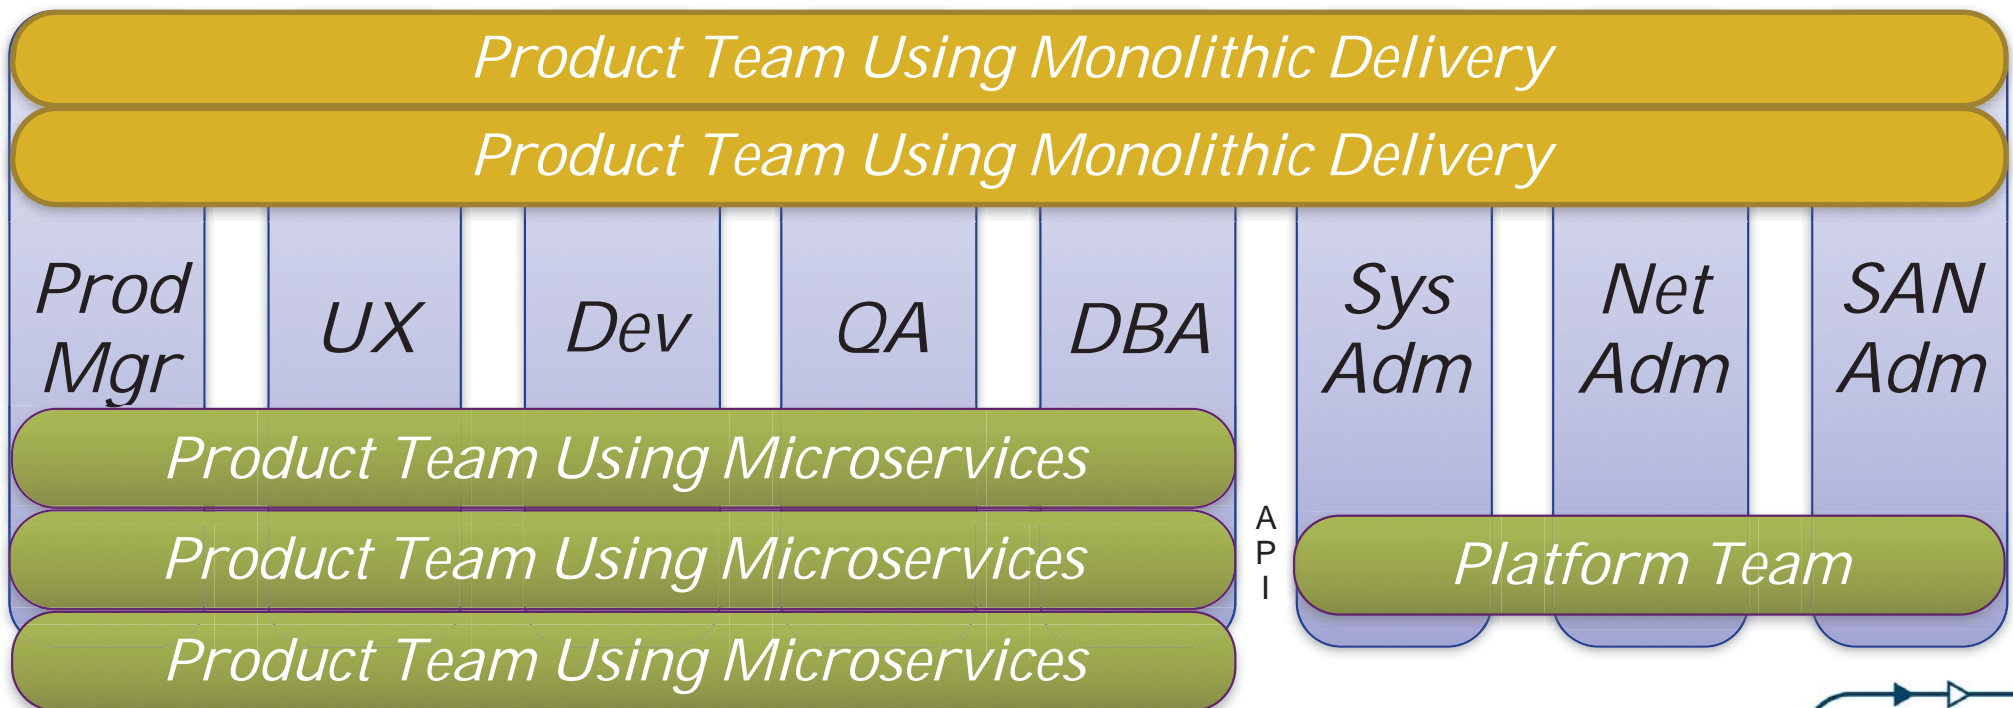 Product Team Using Monolithic Delivery
Product Team Using Monolithic Delivery
Prod
Mgr
UX
Dev
QA
DBA
Sys
Adm
Net
Adm
SAN
Adm
Product Team Using Microservices
Product Team Using Microservices
Product Team Using Microservices
A
P
I
Platform Team